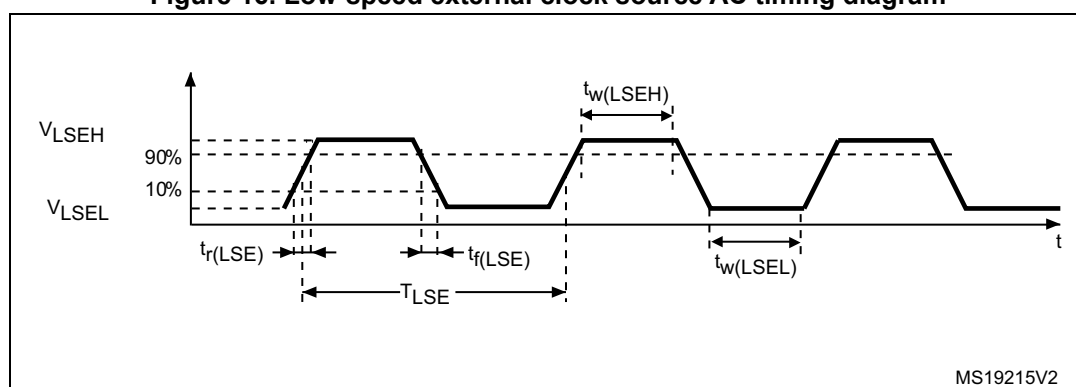 Figure 16. Low-speed external clock source AC timing diagram
tw(LSEH)
VLSEH
90%
10%
VLSEL
tr(LSE)
tf(LSE)
tw(LSEL)
t
TLSE
MS19215V2